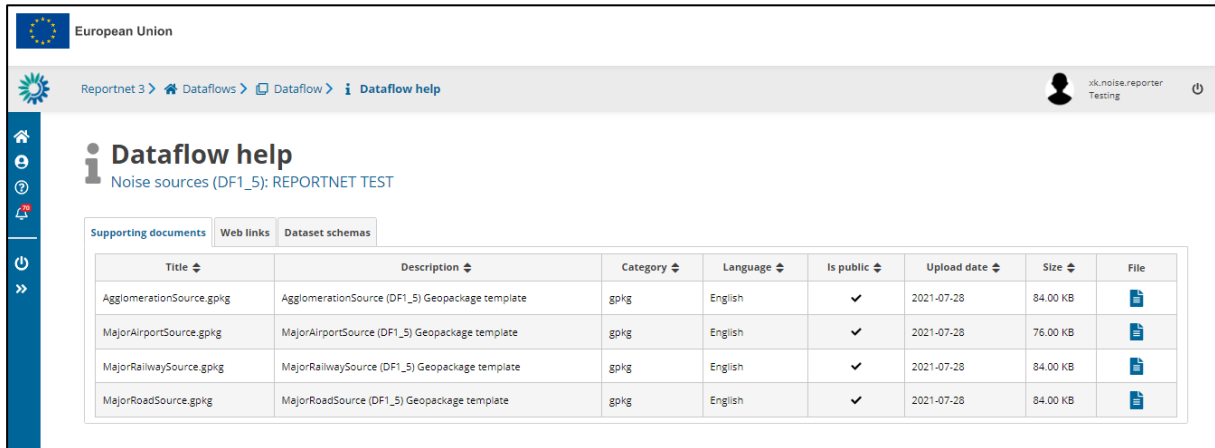 European Union
Reportnet 3 Dataflows Dataflow Dataflow help
xk.noise.reporter
Testing
70
Dataflow help
Noise sources (DF1_5): REPORTNET TEST
Supporting documents Web links Dataset schemas
Title Description Category Language Is public Upload date Size File
AgglomerationSource.gpkg AgglomerationSource (DF1_5) Geopackage template gpkg English 2021-07-28 84.00 KB
MajorAirportSource.gpkg MajorAirportSource (DF1_5) Geopackage template gpkg English 2021-07-28 76.00 KB
MajorRailwaySource.gpkg MajorRailwaySource (DF1_5) Geopackage template gpkg English 2021-07-28 84.00 KB
MajorRoadSource.gpkg MajorRoadSource (DF1_5) Geopackage template gpkg English 2021-07-28 84.00 KB